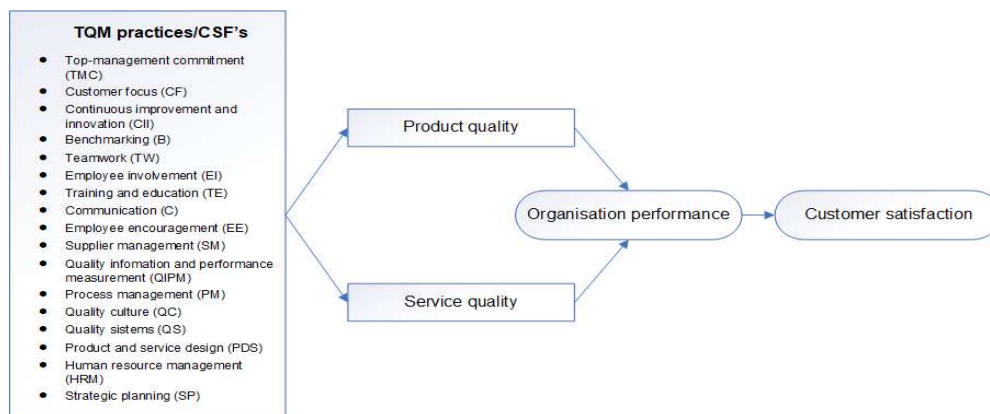 TQM practices/CSF's
● Top-management commitment
(TMC)
● Customer focus (CF)
● Continuous improvement and
innovation (CII)
● Benchmarking (B)
● Teamwork (TW)
● Employee involvement (EI)
● Training and education (TE)
● Communication (C)
● Employee encouragement (EE)
● Supplier management (SM)
● Quality infomation and performance
measurement (QIPM)
● Process management (PM)
● Quality culture (QC)
● Quality sistems (QS)
● Product and service design (PDS)
● Human resource management
(HRM)
● Strategic planning (SP)
Product quality
Service quality
Organisation performance
Customer satisfaction